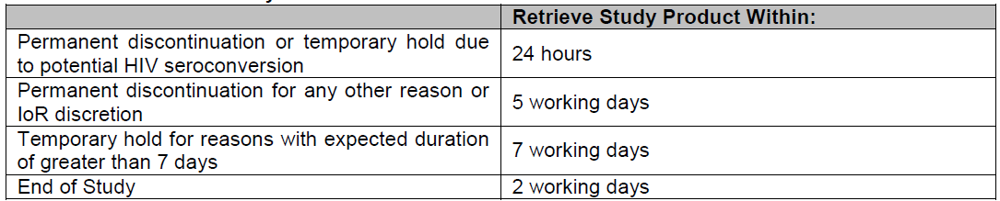 Retrieve Study Product Within:
Permanent discontinuation or temporary hold due
to potential HIV seroconversion
24 hours
Permanent discontinuation for any other reason or
IoR discretion
5 working days
Temporary hold for reasons with expected duration
of greater than 7 days
7 working days
End of Study
2 working days